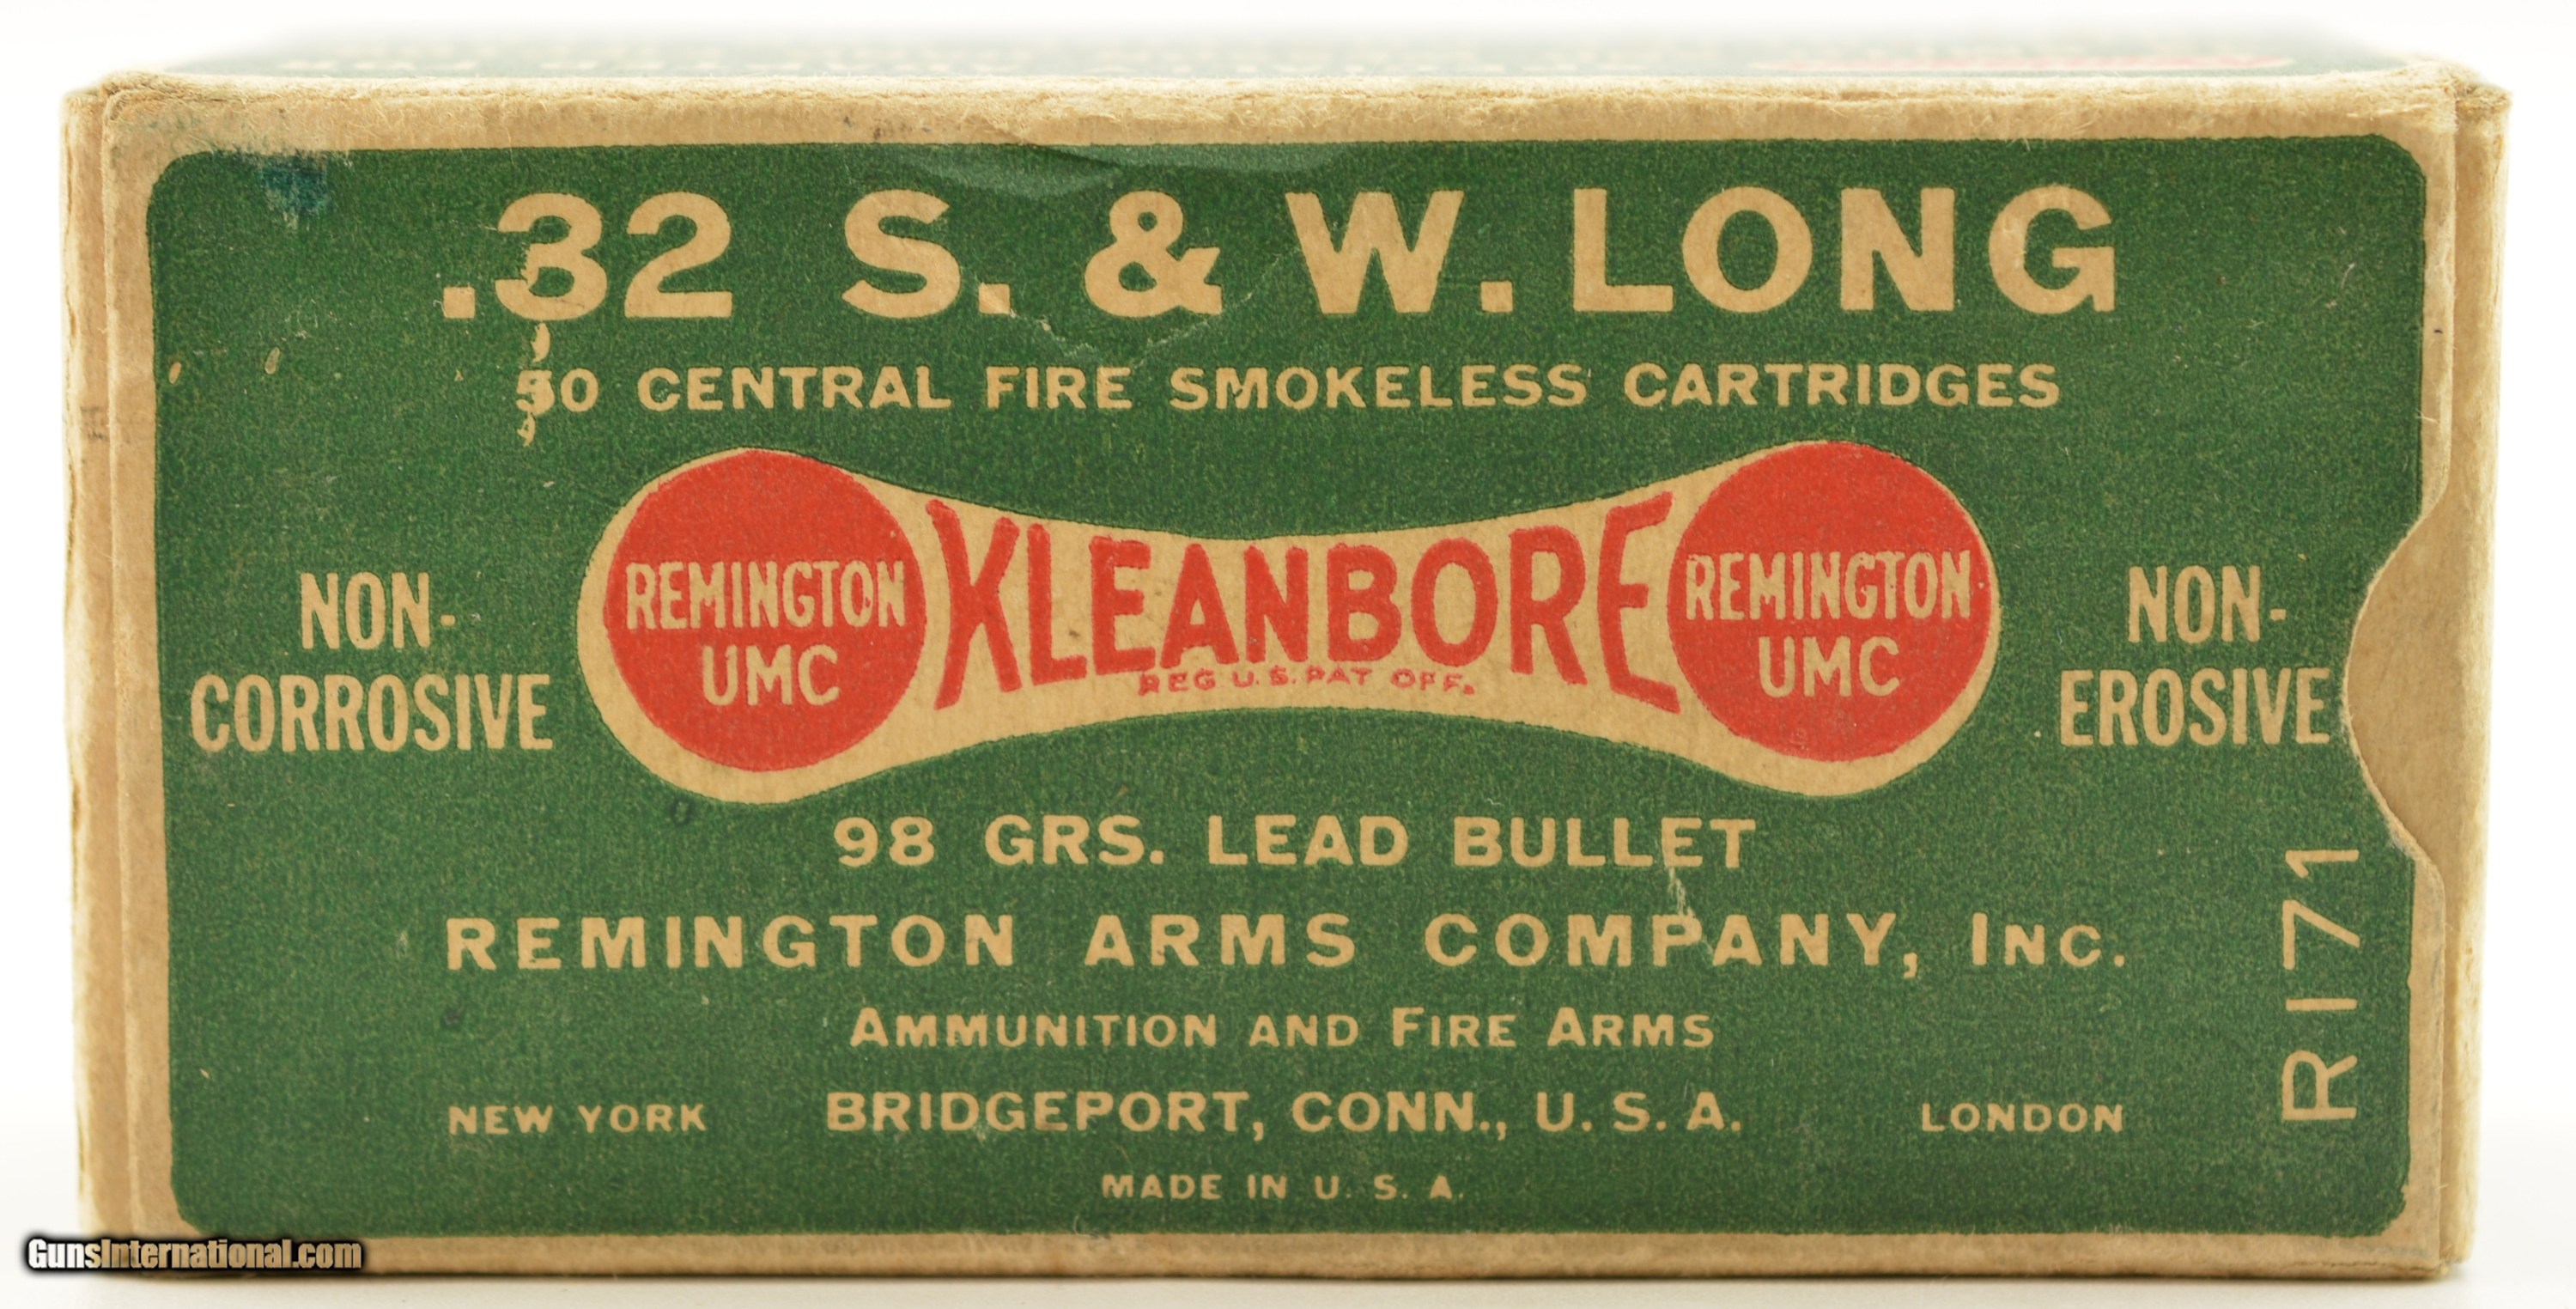 .32 S. & W. LONG
50 CENTRAL FIRE SMOKELESS CARTRIDGES
NON-
CORROSIVE
REMINGTON
UMC
KLEANBORE
REG U.S. PAT OFF.
REMINGTON
UMC
NON-
EROSIVE
98 GRS. LEAD BULLET
REMINGTON ARMS COMPANY, INC.
AMMUNITION AND FIRE ARMS
NEW YORK BRIDGEPORT, CONN., U. S. A. LONDON
MADE IN U. S. A.
R171
GunsInternational.com